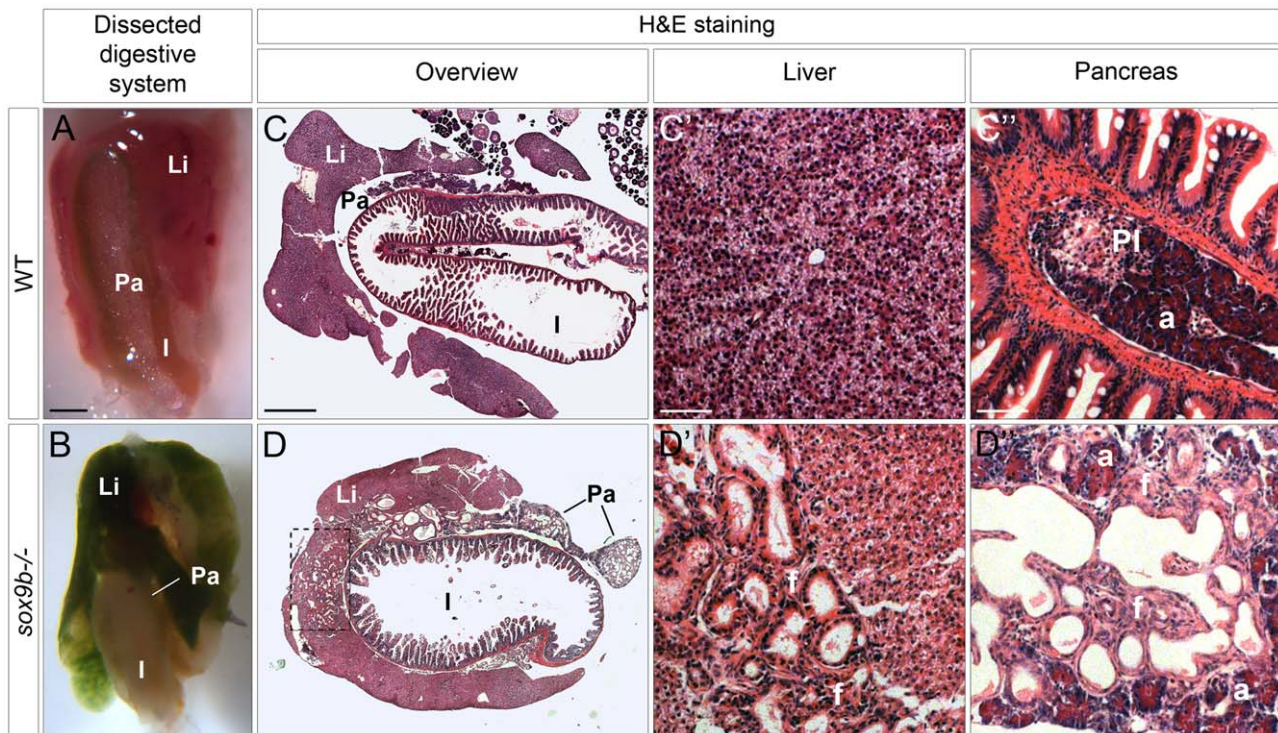 Dissected
digestive
system
H&E staining
Overview
Liver
Pancreas
WT
A
Li
Pa
I
C
Li
Pa
I
C'
C''
PI
a
sox9b-/-
B
Li
Pa
I
D
Li
Pa
I
D'
f
f
D''
a
f
f
a